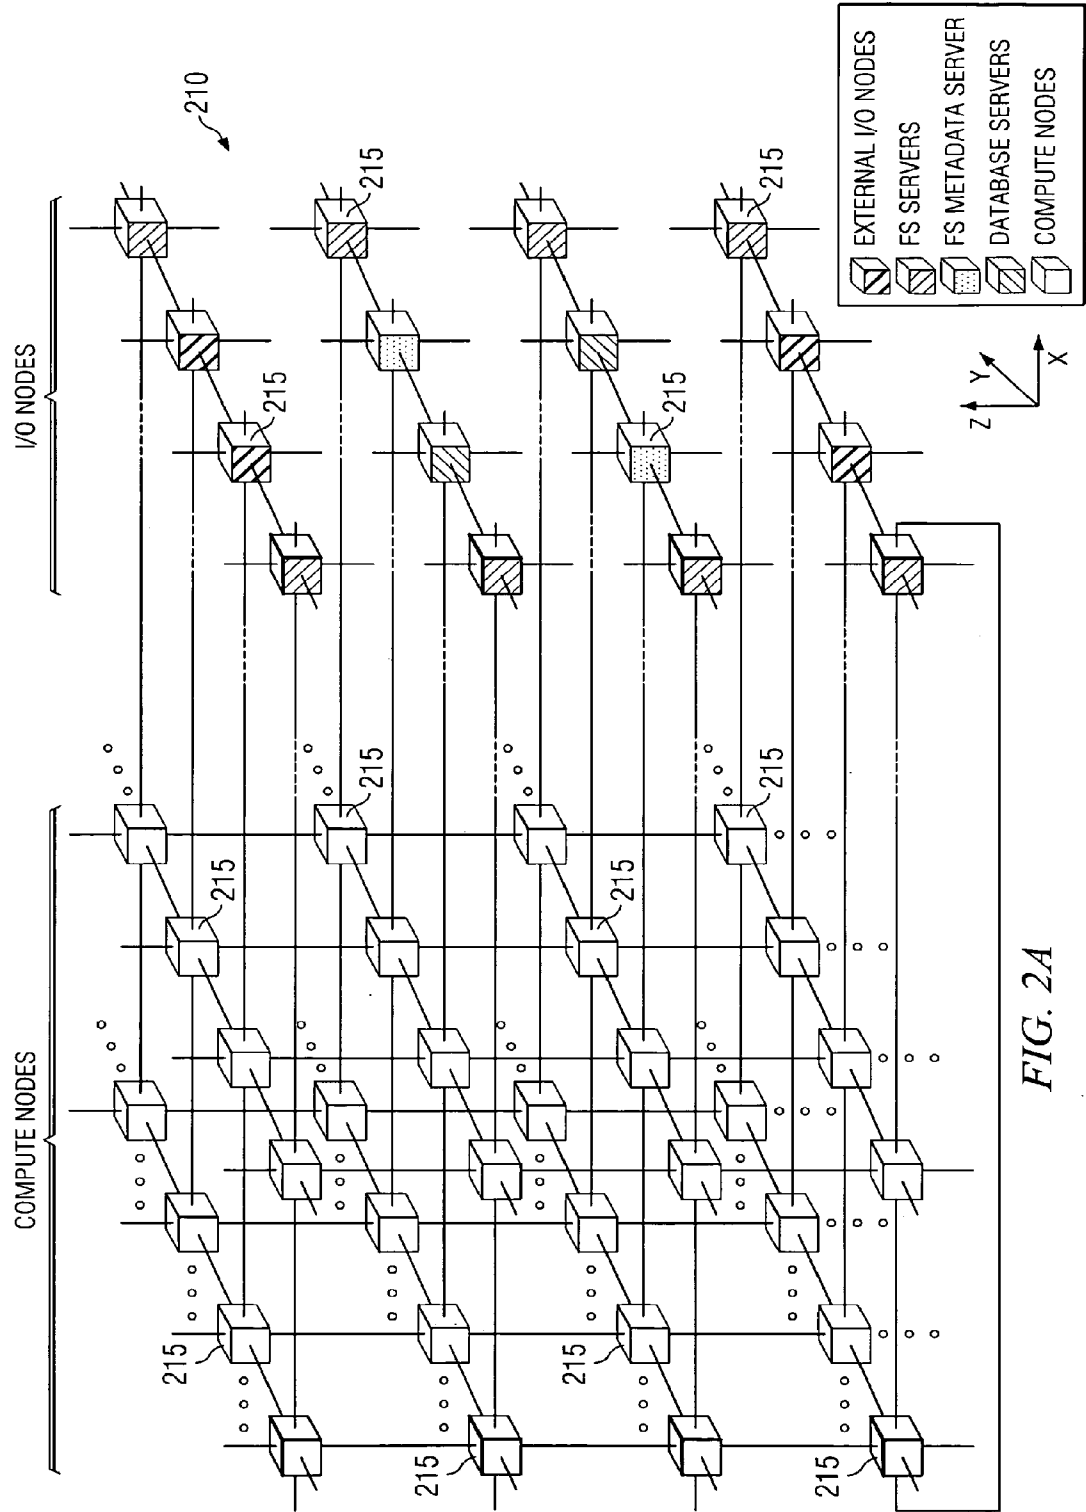 COMPUTE NODES
I/O NODES
210
215
215
215
215
215
215
215
215
215
215
215
215
Z
Y
X
EXTERNAL I/O NODES
FS SERVERS
FS METADATA SERVER
DATABASE SERVERS
COMPUTE NODES
FIG. 2A